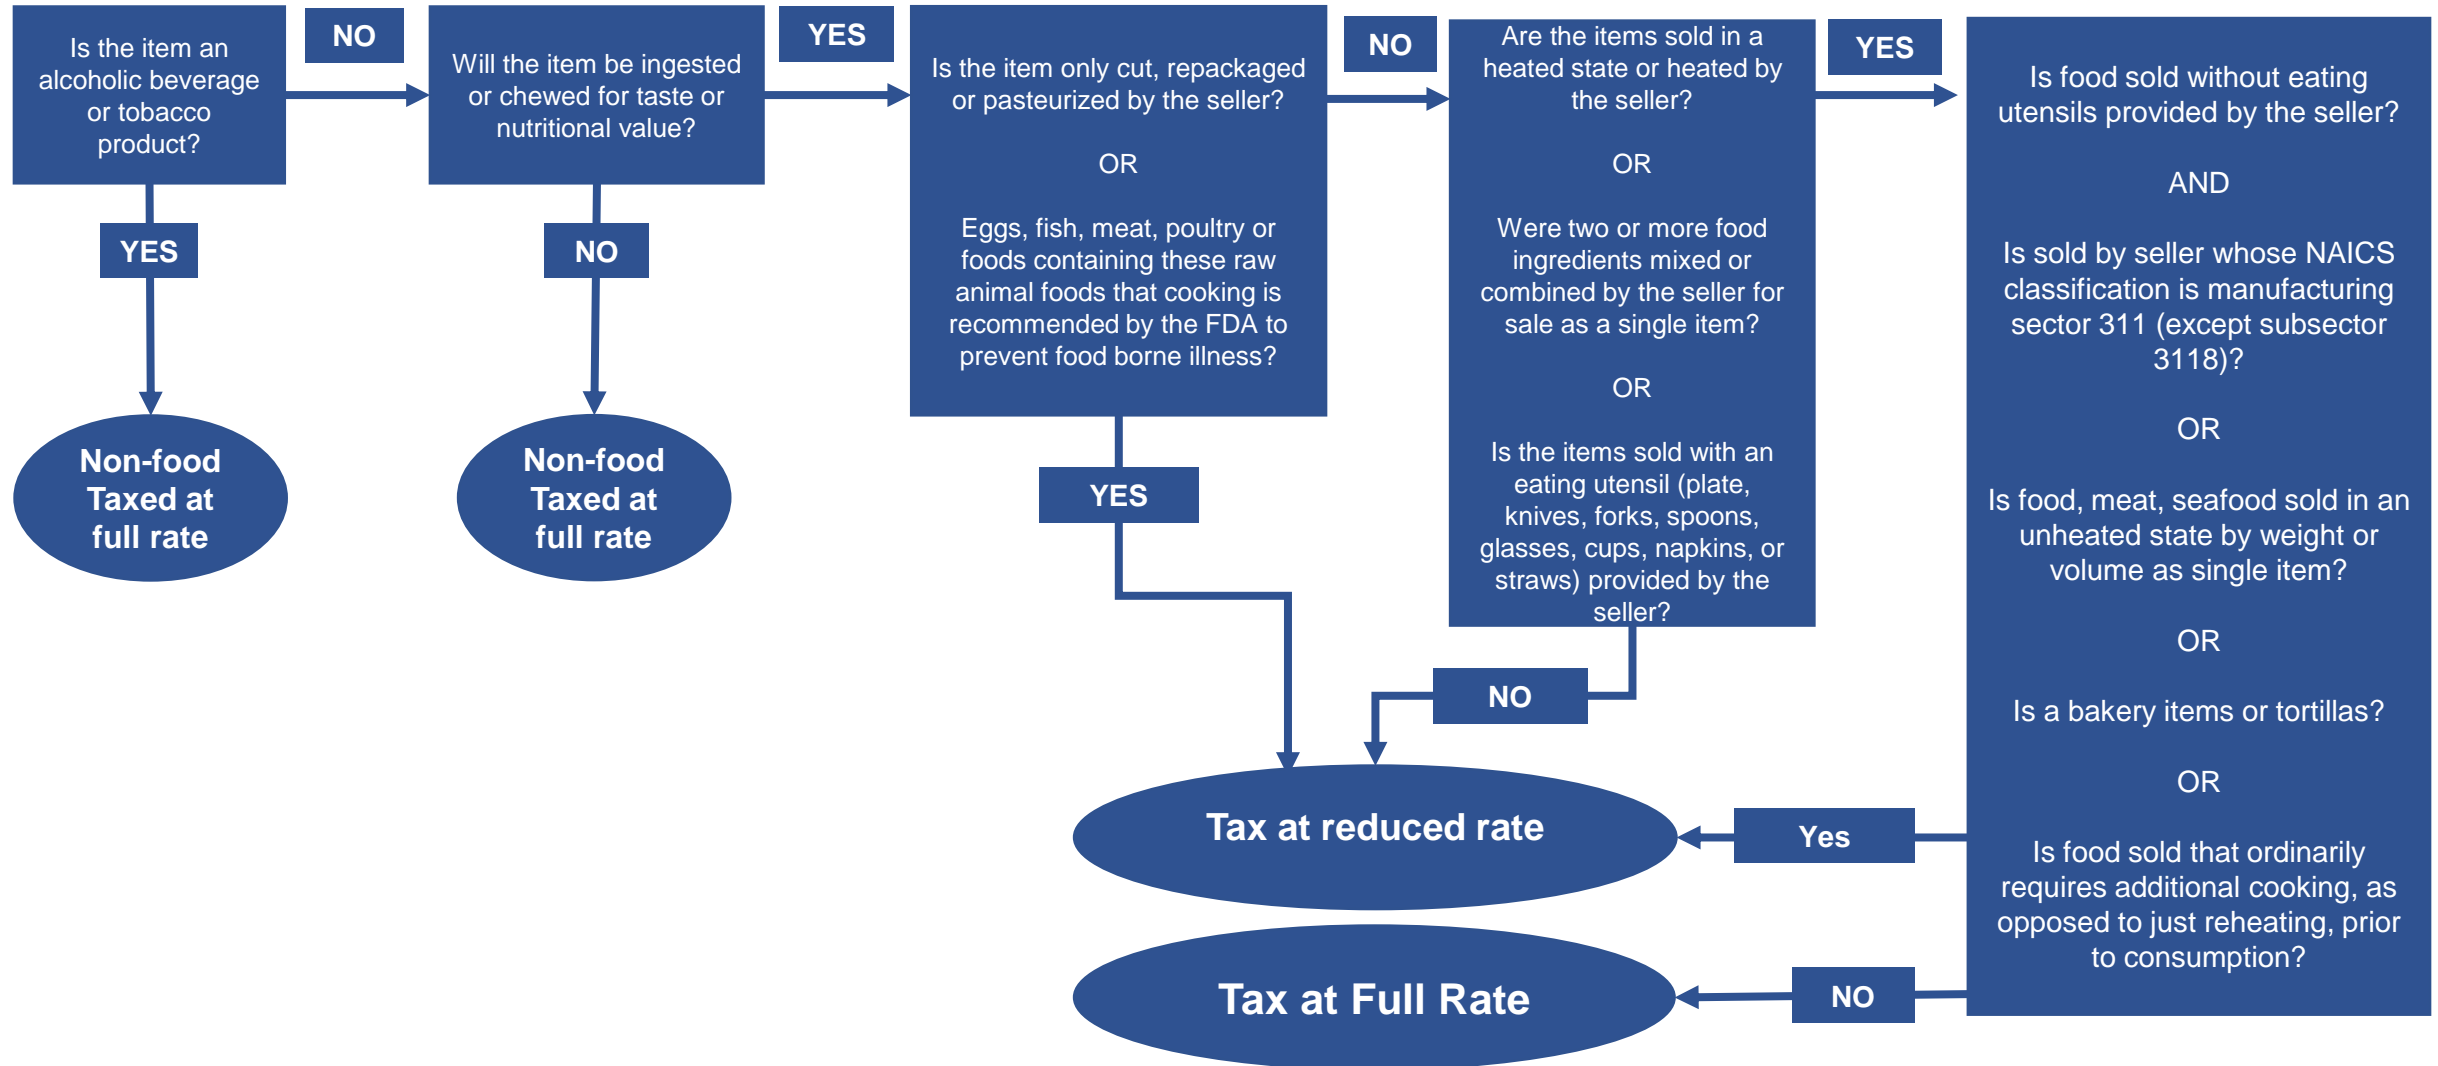 Is the item an
alcoholic beverage
or tobacco
product?
NO
YES
Non-food
Taxed at
full rate
Will the item be ingested
or chewed for taste or
nutritional value?
YES
NO
Non-food
Taxed at
full rate
Is the item only cut, repackaged
or pasteurized by the seller?
OR
Eggs, fish, meat, poultry or
foods containing these raw
animal foods that cooking is
recommended by the FDA to
prevent food borne illness?
NO
YES
Are the items sold in a
heated state or heated by
the seller?
OR
Were two or more food
ingredients mixed or
combined by the seller for
sale as a single item?
OR
Is the items sold with an
eating utensil (plate,
knives, forks, spoons,
glasses, cups, napkins, or
straws) provided by the
seller?
YES
NO
Is food sold without eating
utensils provided by the seller?
AND
Is sold by seller whose NAICS
classification is manufacturing
sector 311 (except subsector
3118)?
OR
Is food, meat, seafood sold in an
unheated state by weight or
volume as single item?
OR
Is a bakery items or tortillas?
OR
Is food sold that ordinarily
requires additional cooking, as
opposed to just reheating, prior
to consumption?
Yes
Tax at reduced rate
NO
Tax at Full Rate